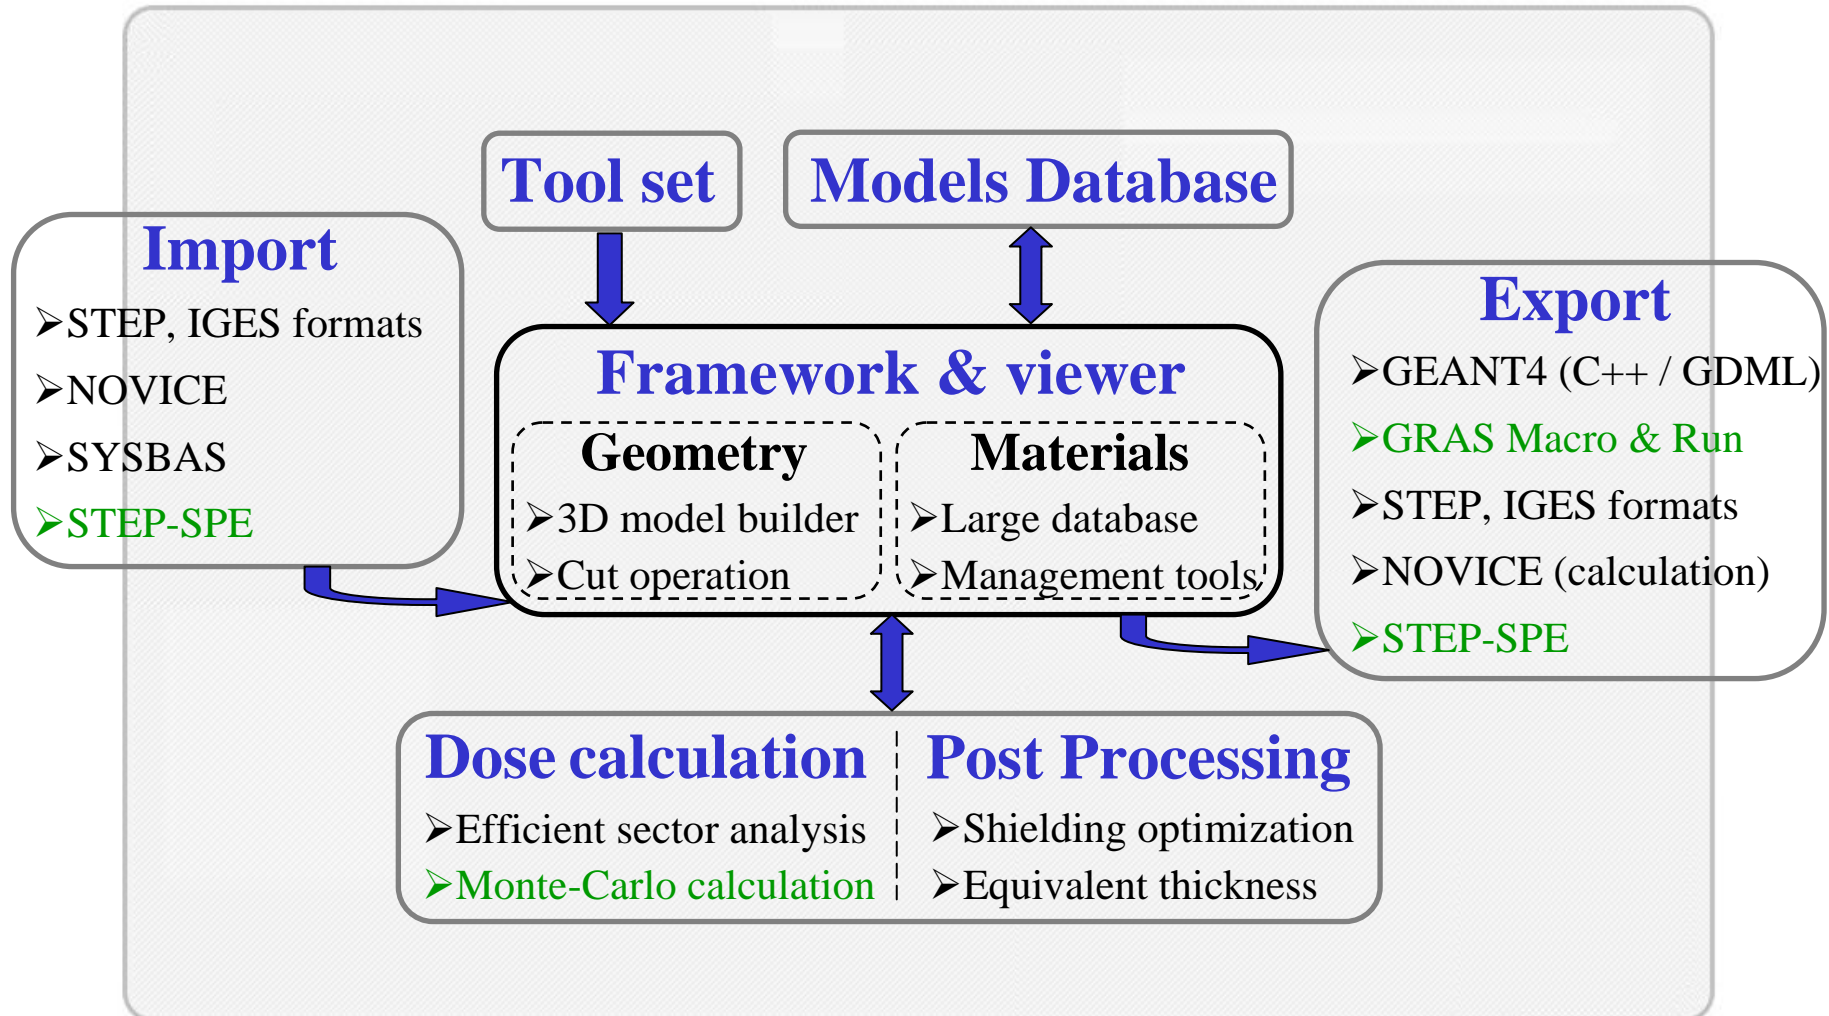 Tool set
Models Database
Import
➢STEP, IGES formats
➢NOVICE
➢SYSBAS
➢STEP-SPE
Framework & viewer
Geometry
➢3D model builder
➢Cut operation
Materials
➢Large database
➢Management tools
Export
➢GEANT4 (C++ / GDML)
➢GRAS Macro & Run
➢STEP, IGES formats
➢NOVICE (calculation)
➢STEP-SPE
Dose calculation
➢Efficient sector analysis
➢Monte-Carlo calculation
Post Processing
➢Shielding optimization
➢Equivalent thickness